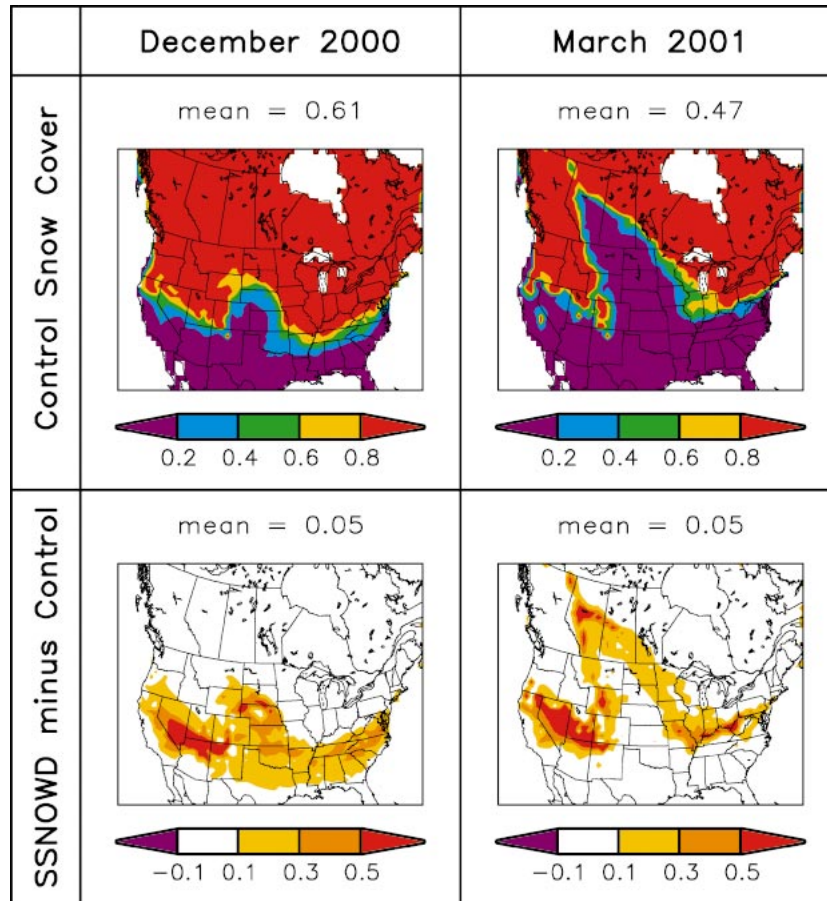 December 2000
March 2001
Control Snow Cover
mean = 0.61
mean = 0.47
0.2 0.4 0.6 0.8
0.2 0.4 0.6 0.8
SSNOWD minus Control
mean = 0.05
mean = 0.05
−0.1 0.1 0.3 0.5
−0.1 0.1 0.3 0.5